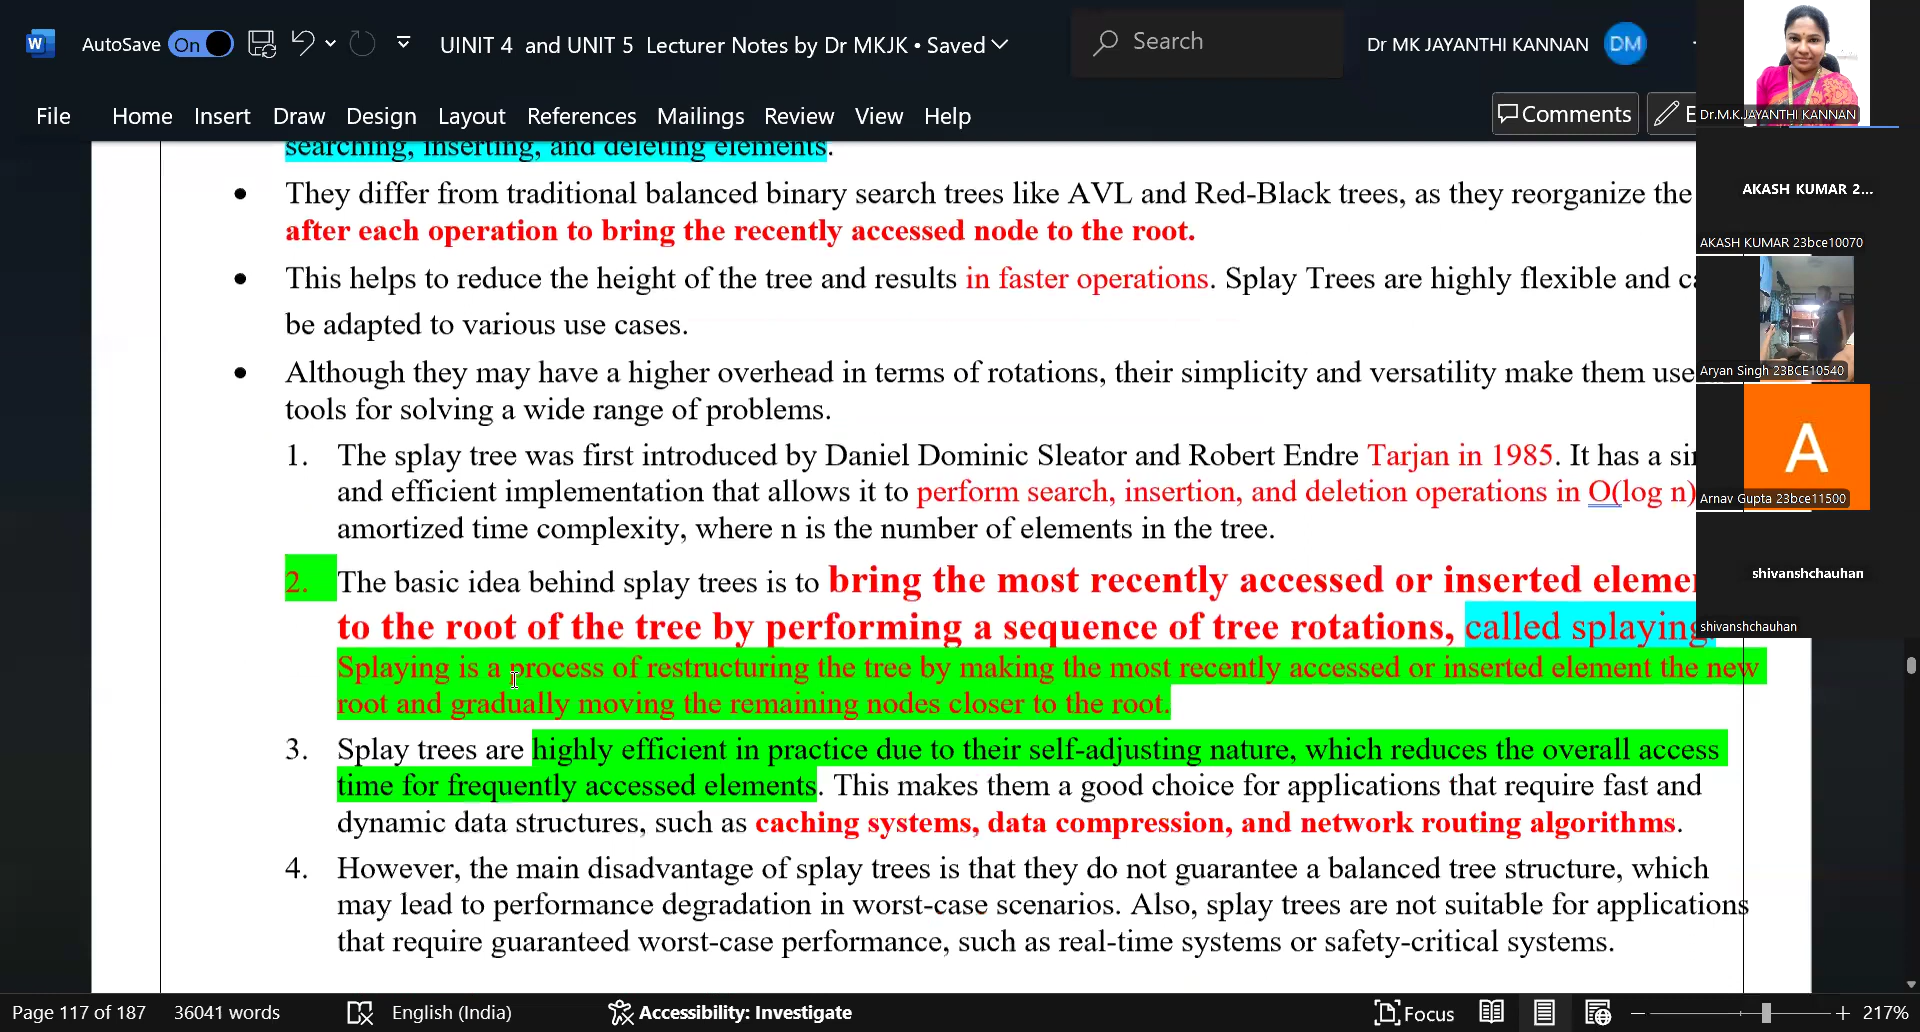 AutoSave On UINIT 4 and UNIT 5 Lecturer Notes by Dr MKJK • Saved Search Dr MK JAYANTHI KANNAN DM
File Home Insert Draw Design Layout References Mailings Review View Help Comments E
Dr.M.K.JAYANTHI KANNAN
AKASH KUMAR 2...
AKASH KUMAR 23bce10070
Aryan Singh 23BCE10540
A
Arnav Gupta 23bce11500
shivanshchauhan
shivanshchauhan
searching, inserting, and deleting elements.
• They differ from traditional balanced binary search trees like AVL and Red-Black trees, as they reorganize the
after each operation to bring the recently accessed node to the root.
• This helps to reduce the height of the tree and results in faster operations. Splay Trees are highly flexible and
be adapted to various use cases.
• Although they may have a higher overhead in terms of rotations, their simplicity and versatility make them use
tools for solving a wide range of problems.
1. The splay tree was first introduced by Daniel Dominic Sleator and Robert Endre Tarjan in 1985. It has a
and efficient implementation that allows it to perform search, insertion, and deletion operations in O(log n)
amortized time complexity, where n is the number of elements in the tree.
2. The basic idea behind splay trees is to bring the most recently accessed or inserted eleme
to the root of the tree by performing a sequence of tree rotations, called splaying.
Splaying is a process of restructuring the tree by making the most recently accessed or inserted element the new
root and gradually moving the remaining nodes closer to the root.
3. Splay trees are highly efficient in practice due to their self-adjusting nature, which reduces the overall access
time for frequently accessed elements. This makes them a good choice for applications that require fast and
dynamic data structures, such as caching systems, data compression, and network routing algorithms.
4. However, the main disadvantage of splay trees is that they do not guarantee a balanced tree structure, which
may lead to performance degradation in worst-case scenarios. Also, splay trees are not suitable for applications
that require guaranteed worst-case performance, such as real-time systems or safety-critical systems.
Page 117 of 187 36041 words English (India) Accessibility: Investigate Focus 217%